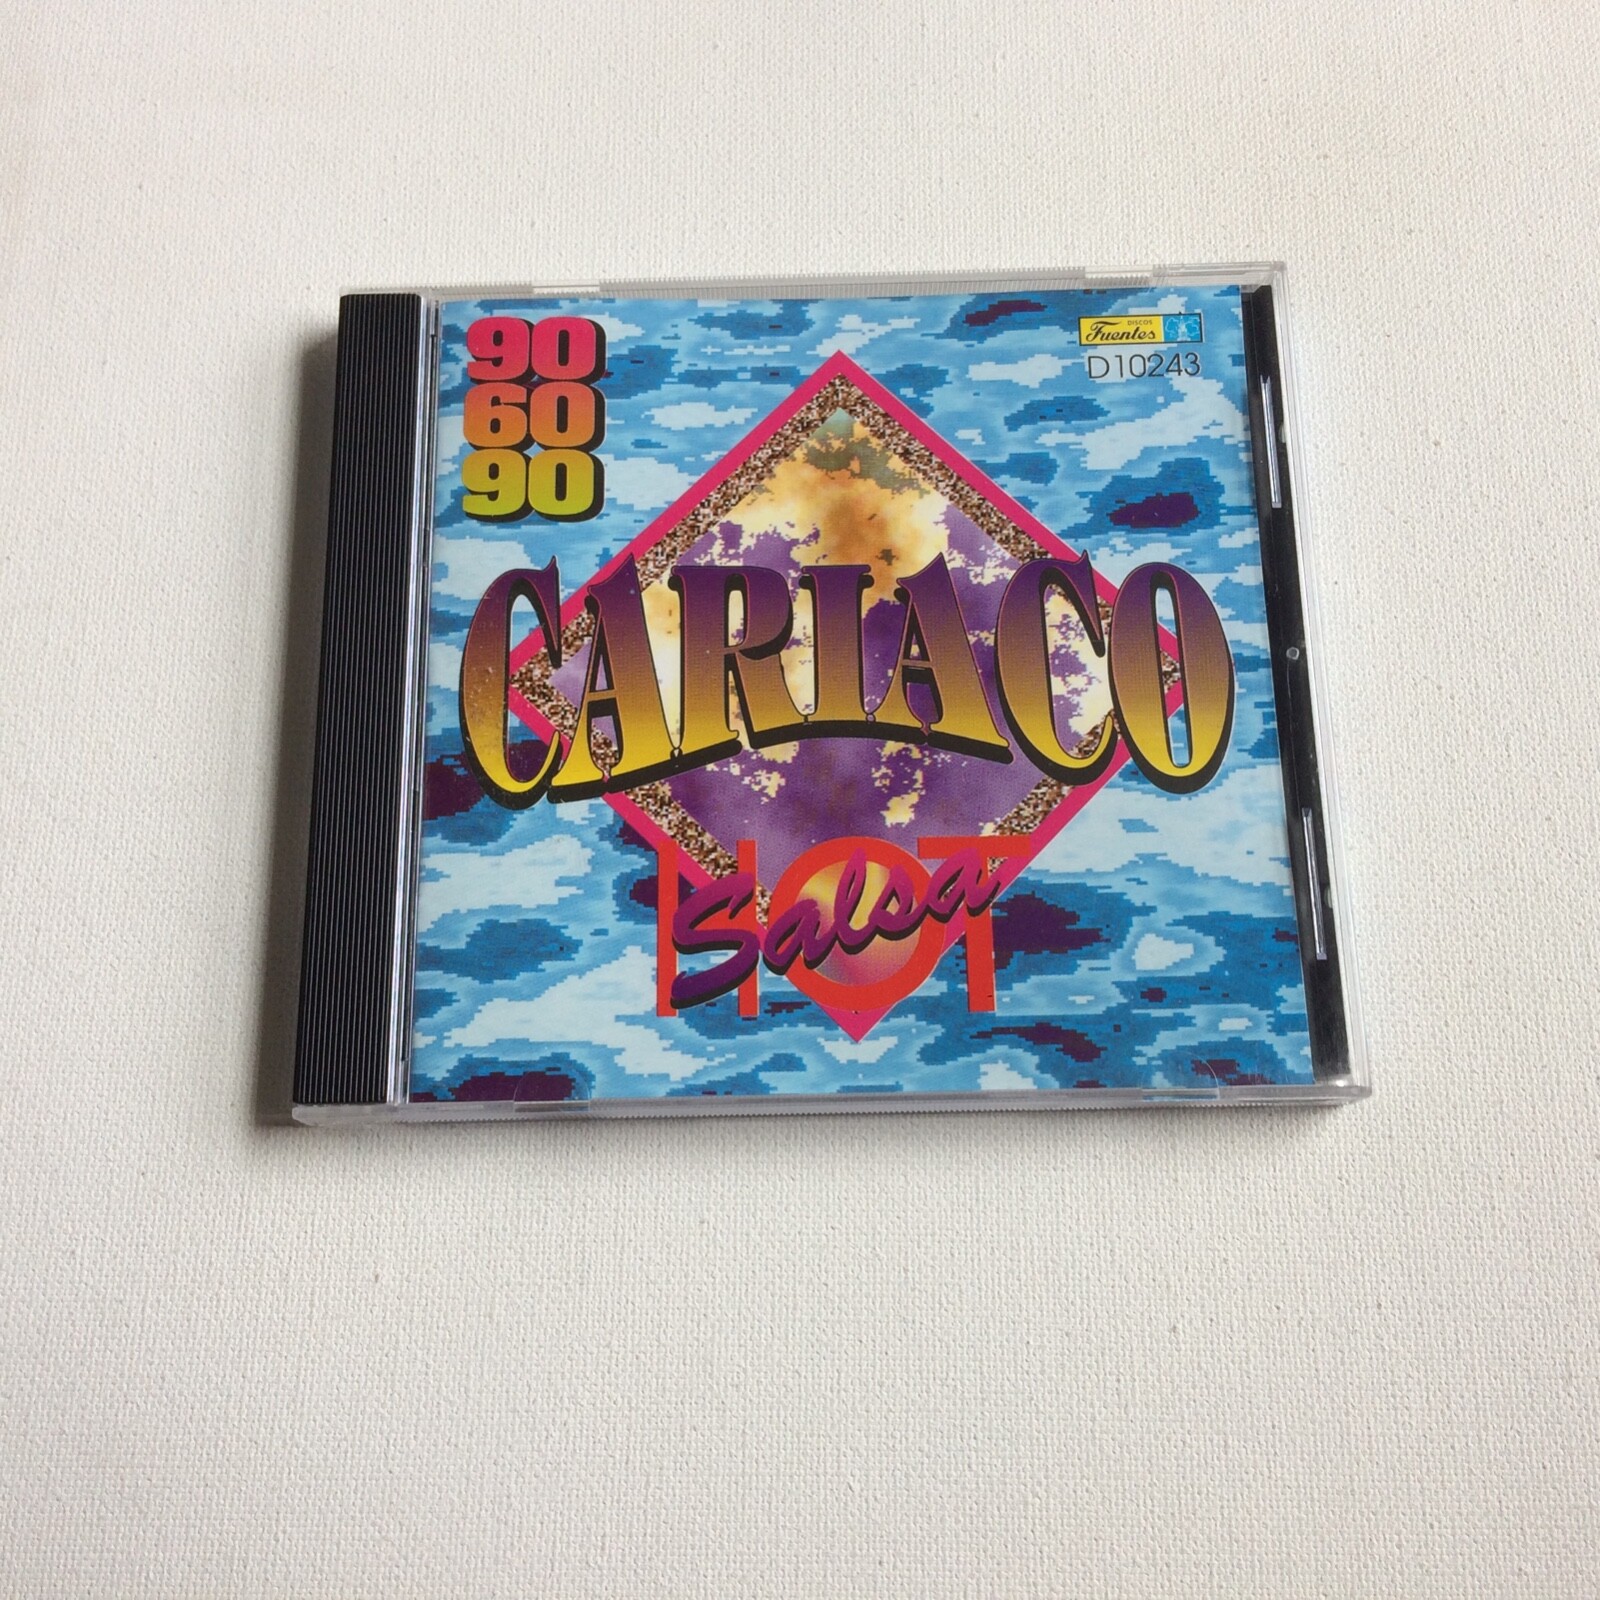 90
60
90
DISCOS
Fuentes
D10243
CARIACO
HOT
Salsa